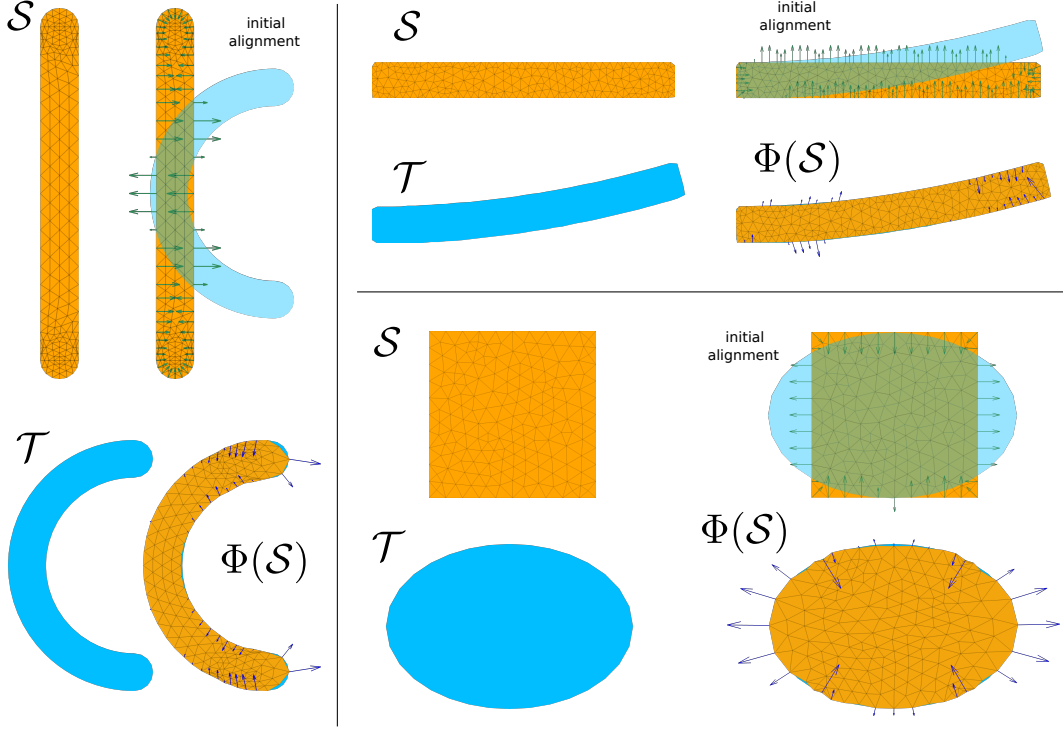 𝒮
initial
alignment
𝒯
Φ(𝒮)
𝒮
initial
alignment
𝒯
Φ(𝒮)
𝒮
initial
alignment
𝒯
Φ(𝒮)